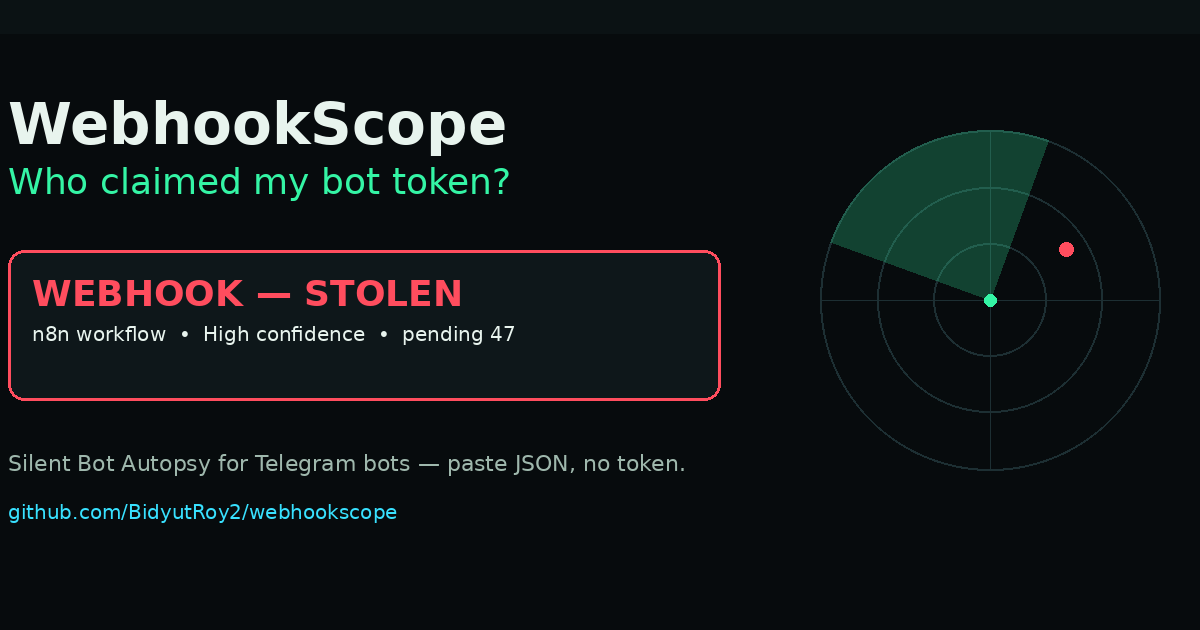 WebhookScope
Who claimed my bot token?
WEBHOOK — STOLEN
n8n workflow • High confidence • pending 47
Silent Bot Autopsy for Telegram bots — paste JSON, no token.
github.com/BidyutRoy2/webhookscope